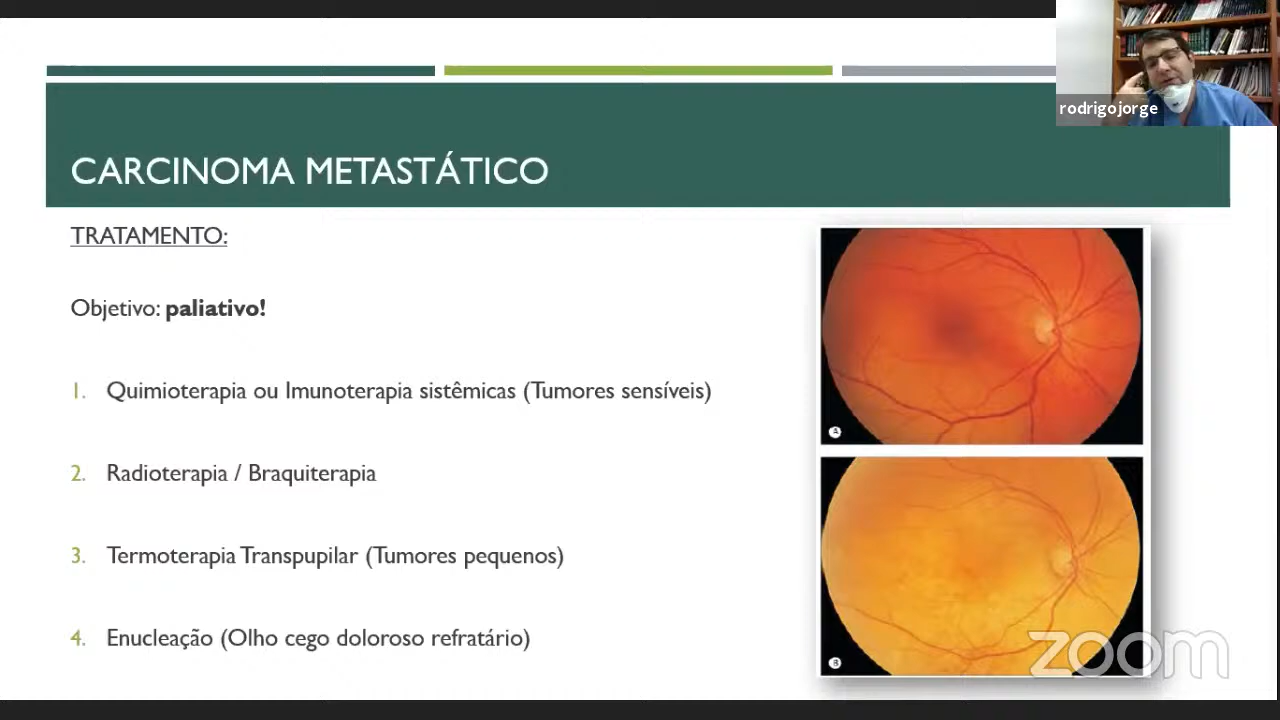 rodrigojorge
CARCINOMA METASTÁTICO
TRATAMENTO:
Objetivo: paliativo!
1. Quimioterapia ou Imunoterapia sistêmicas (Tumores sensíveis)
2. Radioterapia / Braquiterapia
3. Termoterapia Transpupilar (Tumores pequenos)
4. Enucleação (Olho cego doloroso refratário)
A
B
zoom